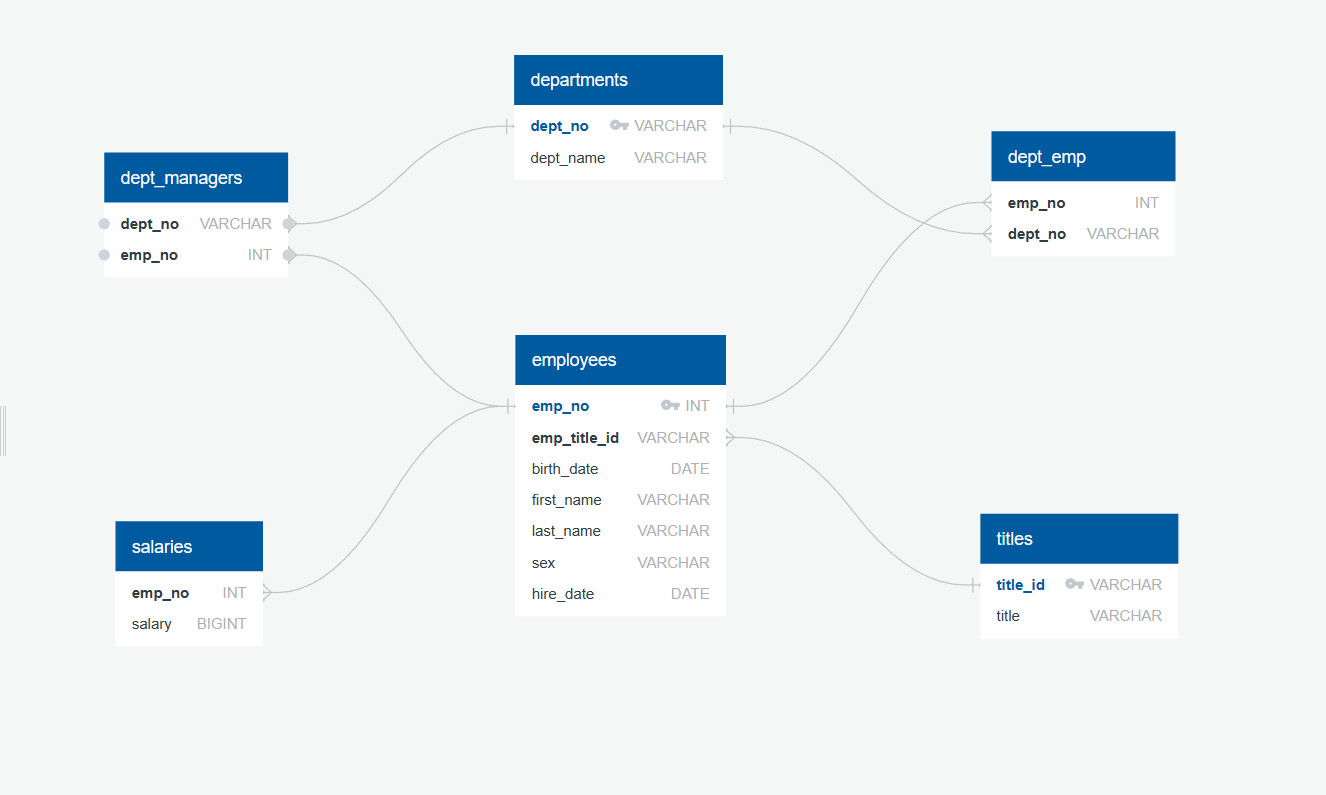 departments
dept_no VARCHAR
dept_name VARCHAR
dept_managers
dept_no VARCHAR
emp_no INT
dept_emp
emp_no INT
dept_no VARCHAR
employees
emp_no INT
emp_title_id VARCHAR
birth_date DATE
first_name VARCHAR
last_name VARCHAR
sex VARCHAR
hire_date DATE
salaries
emp_no INT
salary BIGINT
titles
title_id VARCHAR
title VARCHAR